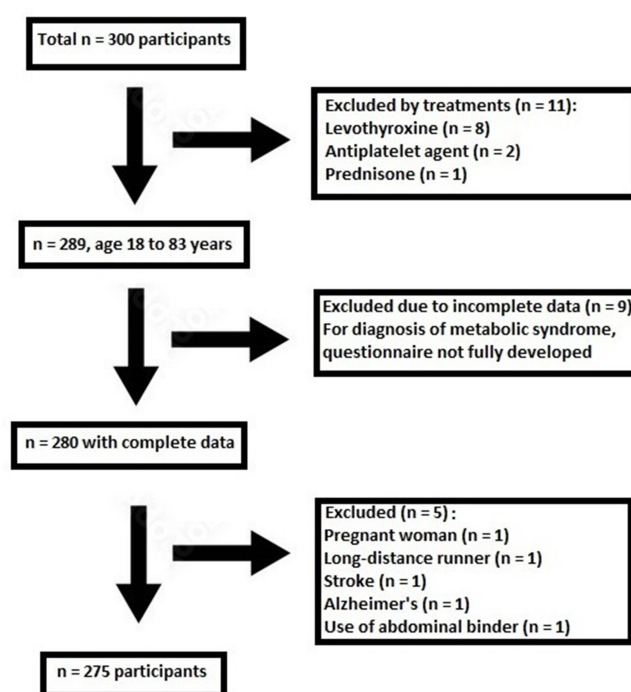 Total n = 300 participants
Excluded by treatments (n = 11):
Levothyroxine (n = 8)
Antiplatelet agent (n = 2)
Prednisone (n = 1)
n = 289, age 18 to 83 years
Excluded due to incomplete data (n = 9)
For diagnosis of metabolic syndrome,
questionnaire not fully developed
n = 280 with complete data
Excluded (n = 5) :
Pregnant woman (n = 1)
Long-distance runner (n = 1)
Stroke (n = 1)
Alzheimer's (n = 1)
Use of abdominal binder (n = 1)
n = 275 participants